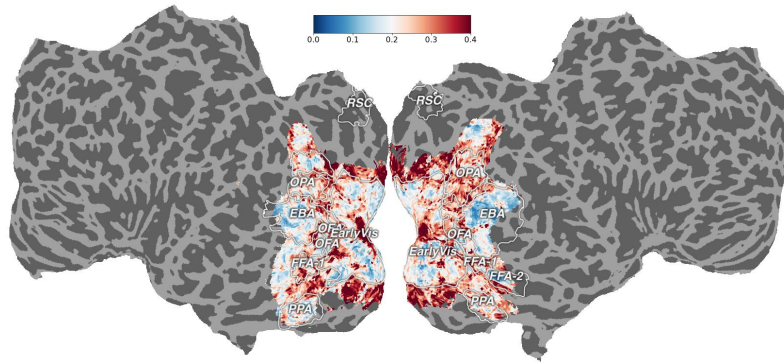 0.0 0.1 0.2 0.3 0.4
RSC RSC
OPA OPA
EBA EBA
OFA EarlyVis OFA
EarlyVis
FFA-1 FFA-1
FFA-2
PPA PPA